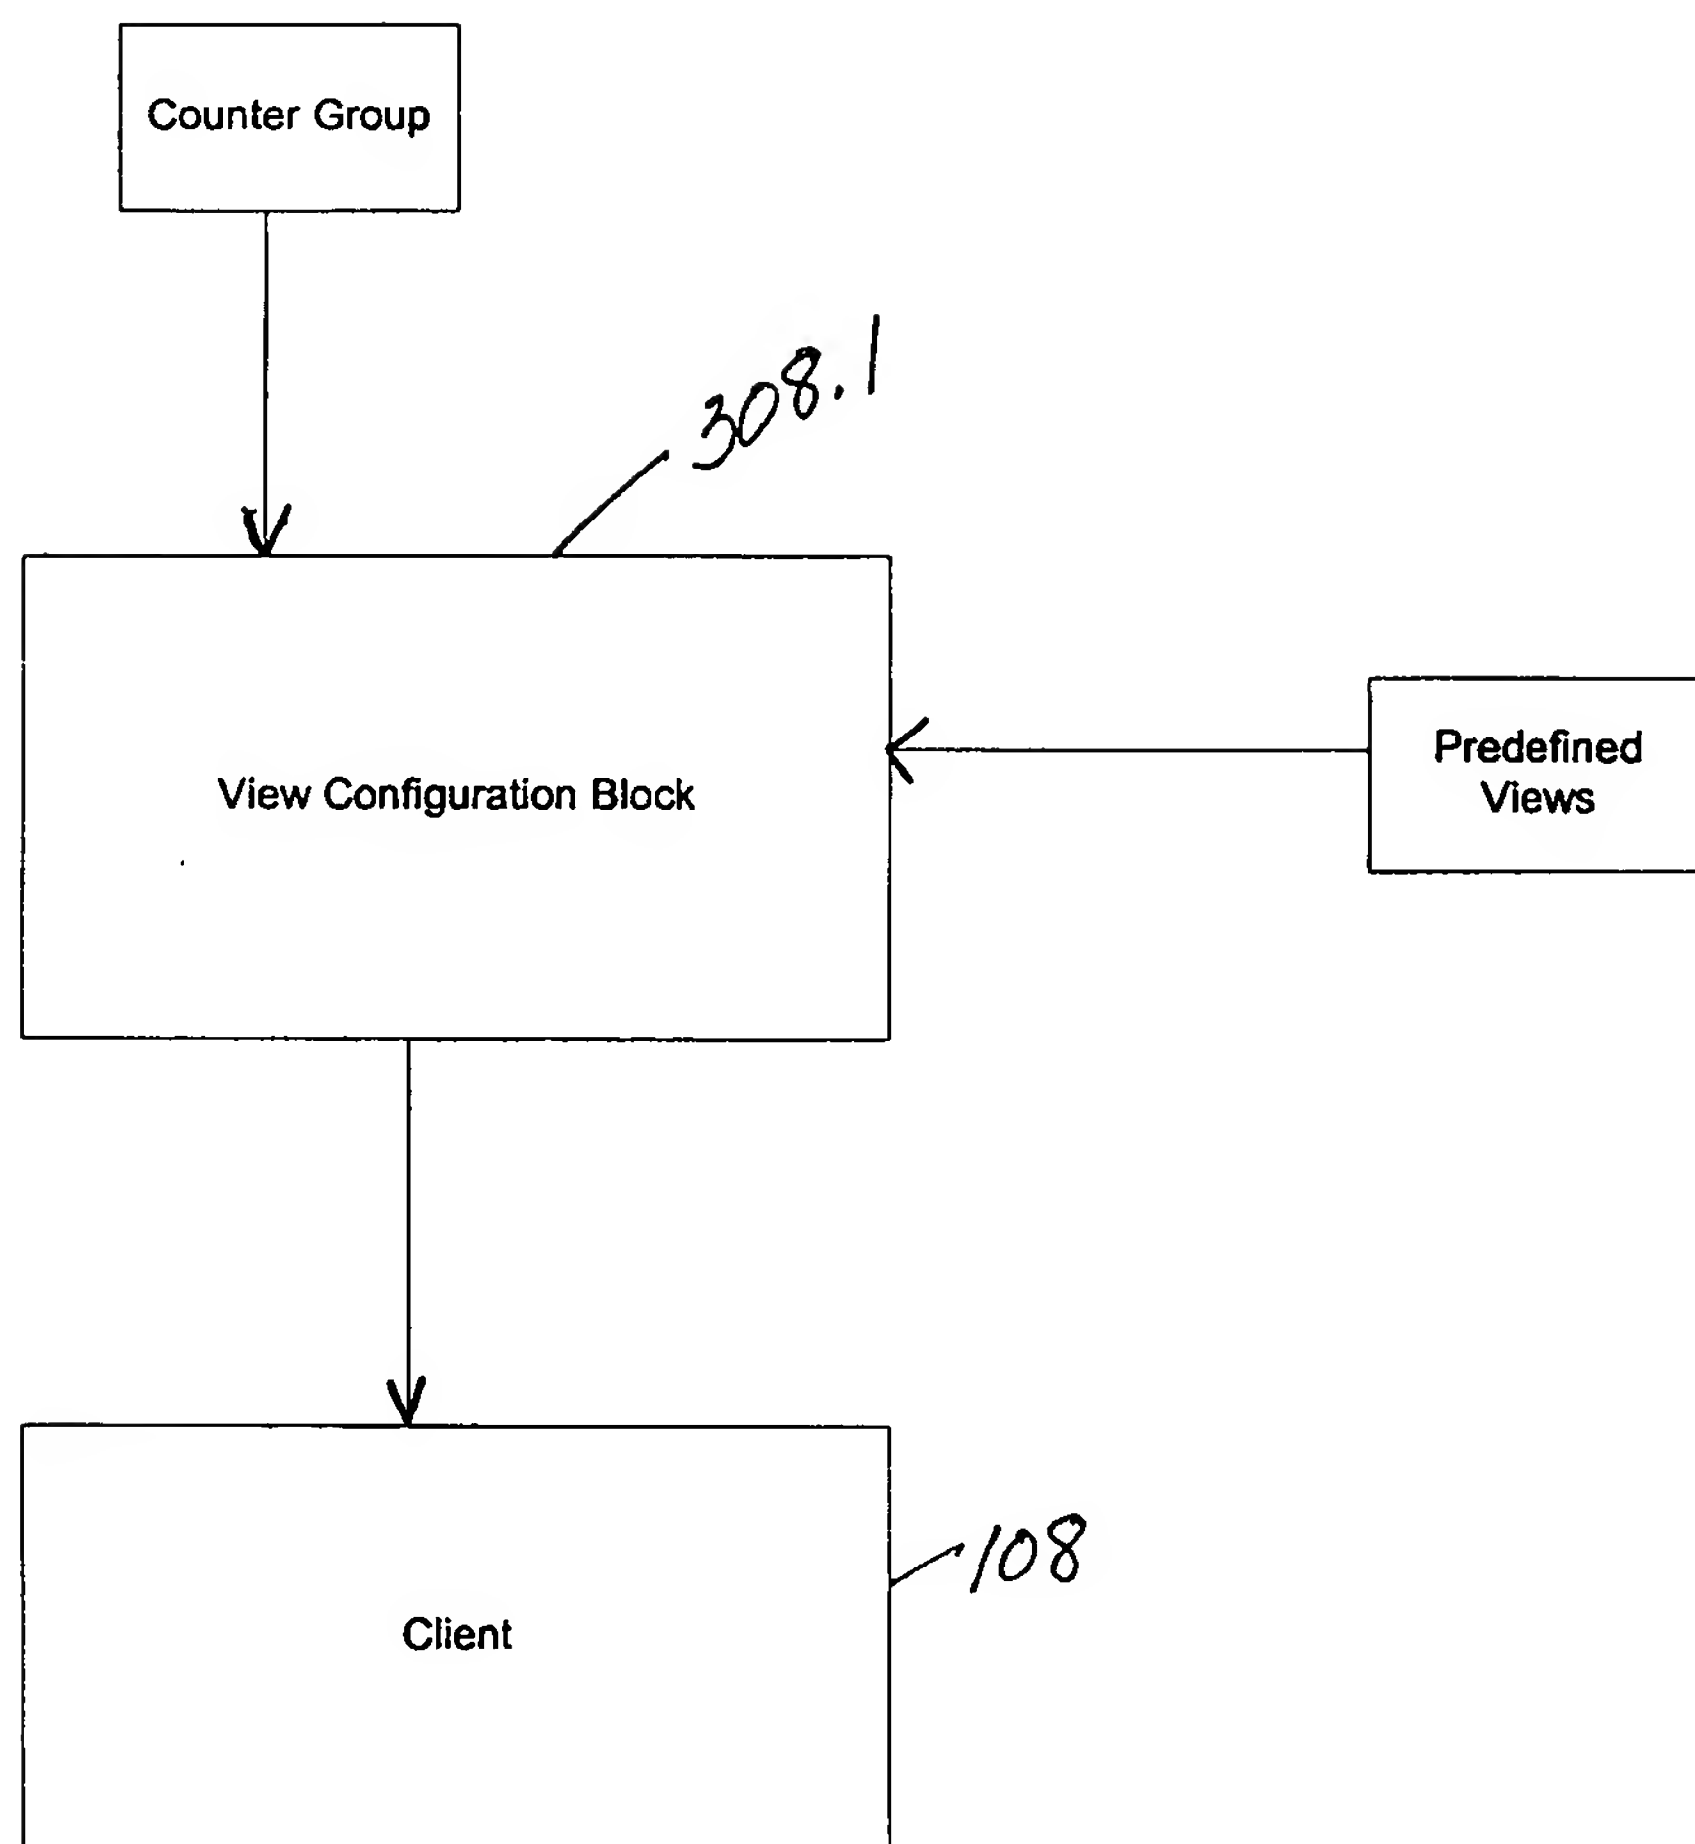 Counter Group
308.1
View Configuration Block
Predefined
Views
108
Client